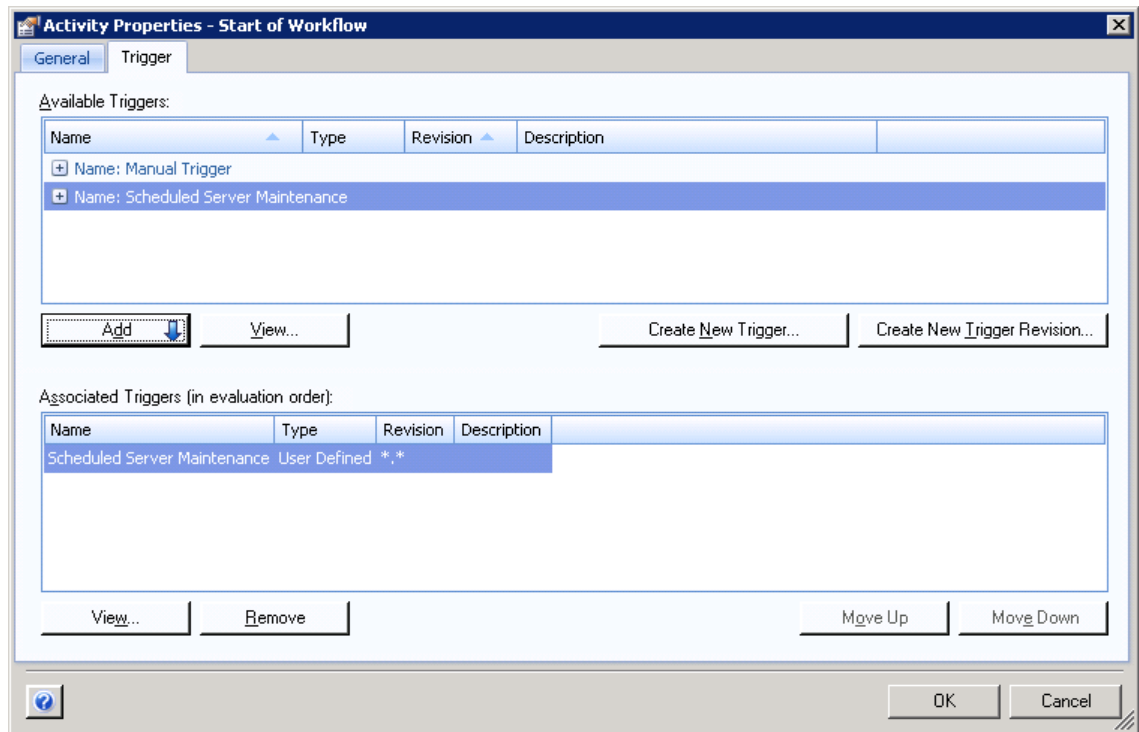 Activity Properties - Start of Workflow
General Trigger
Available Triggers:
Name Type Revision Description
Name: Manual Trigger
Name: Scheduled Server Maintenance
Add View... Create New Trigger... Create New Trigger Revision...
Associated Triggers (in evaluation order):
Name Type Revision Description
Scheduled Server Maintenance User Defined *.*
View... Remove Move Up Move Down
OK Cancel